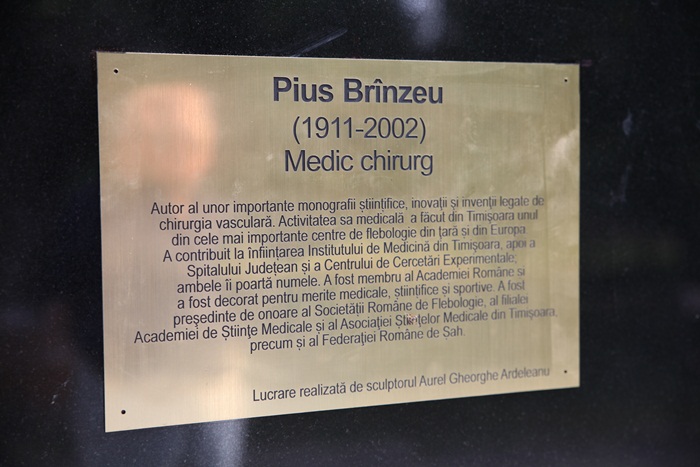 Pius Brînzeu
(1911-2002)
Medic chirurg
Autor al unor importante monografii științifice, inovații și invenții legate de
chirurgia vasculară. Activitatea sa medicală a făcut din Timișoara unul
din cele mai importante centre de flebologie din țară și din Europa
A contribuit la înființarea Institutului de Medicină din Timișoara, apoi a
Spitalului Județean și a Centrului de Cercetări Experimentale,
ambele îi poartă numele. A fost membru al Academiei Române și
a fost decorat pentru merite medicale, științifice și sportive. A fost
președinte de onoare al Societății Române de Flebologie, al filialei
Academiei de Științe Medicale și al Asociației Științelor Medicale din Timișoara,
precum și al Federației Române de Șah.
Lucrare realizată de sculptorul Aurel Gheorghe Ardeleanu